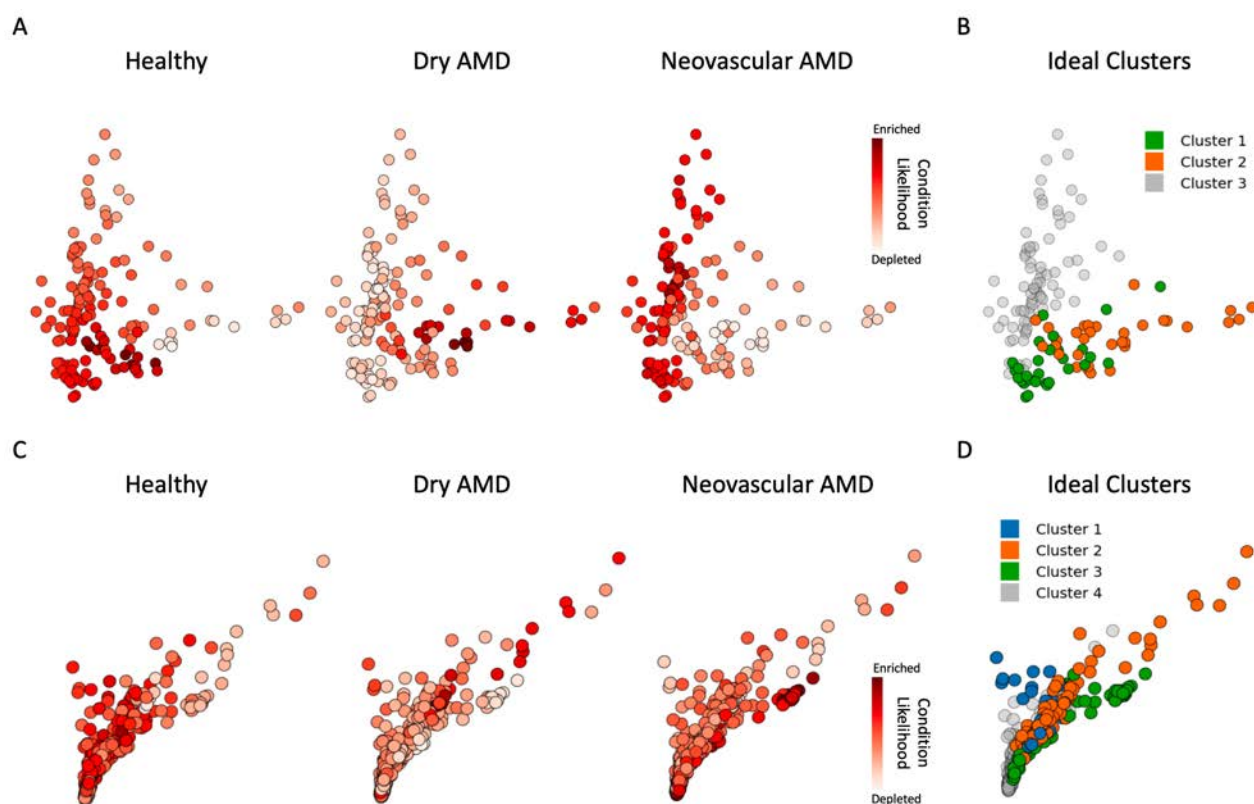 A
B
Healthy
Dry AMD
Neovascular AMD
Ideal Clusters
Enriched
Condition
Likelihood
Depleted
Cluster 1
Cluster 2
Cluster 3
C
D
Healthy
Dry AMD
Neovascular AMD
Ideal Clusters
Cluster 1
Cluster 2
Cluster 3
Cluster 4
Enriched
Condition
Likelihood
Depleted